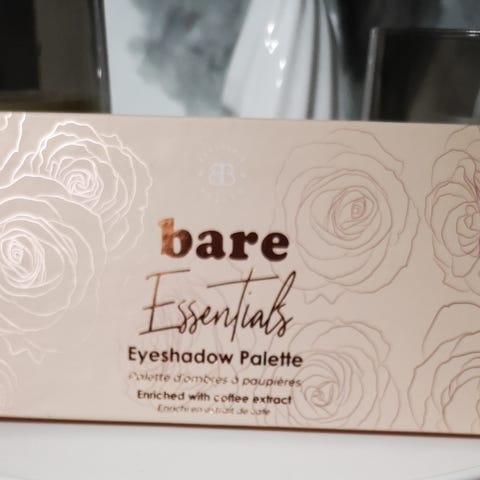 bare
Essentials
Eyeshadow Palette
Palette d'ombres à paupières
Enriched with coffee extract
Enrichi en extrait de café